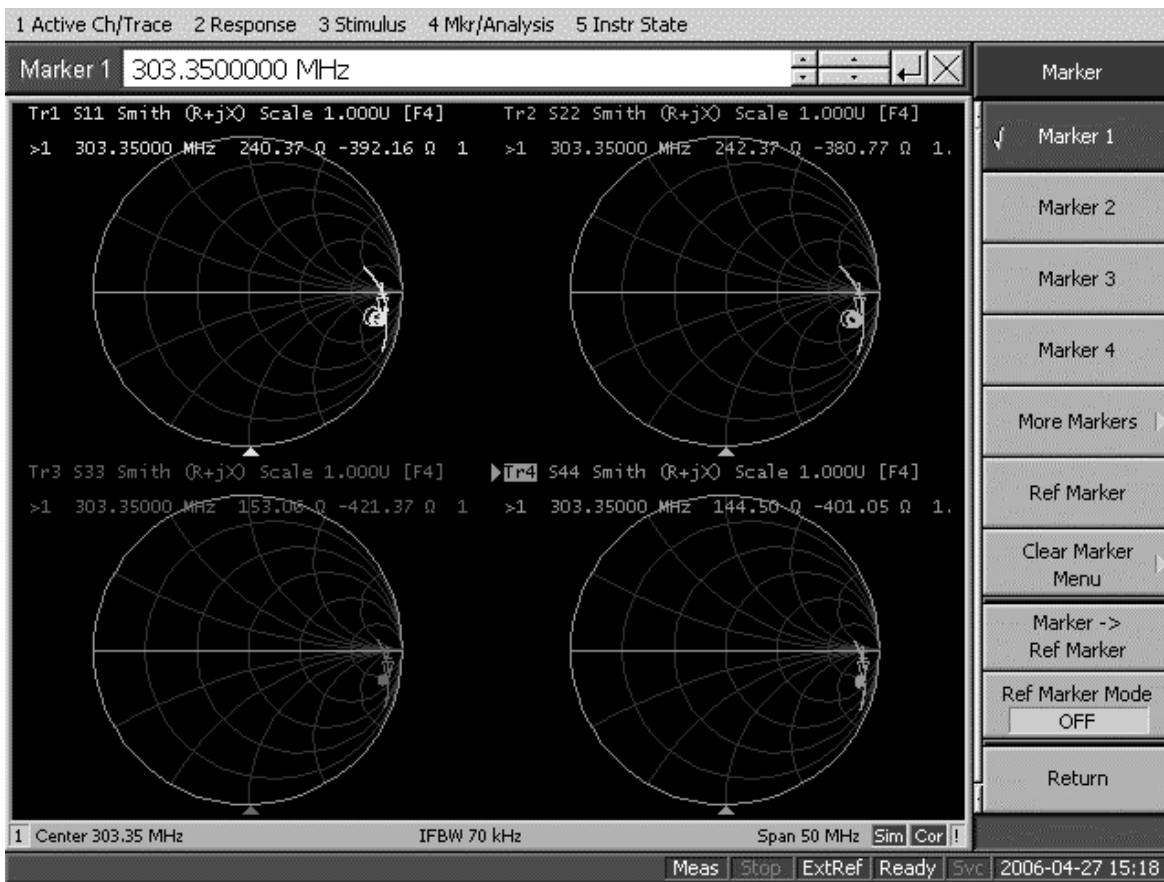 1 Active Ch/Trace 2 Response 3 Stimulus 4 Mkr/Analysis 5 Instr State
Marker 1 303.3500000 MHz
Tr1 S11 Smith (R+jX) Scale 1.000U [F4]
>1 303.35000 MHz 240.37 Ω -392.16 Ω 1
Tr2 S22 Smith (R+jX) Scale 1.000U [F4]
>1 303.35000 MHz 242.37 Ω -380.77 Ω 1.
Tr3 S33 Smith (R+jX) Scale 1.000U [F4]
>1 303.35000 MHz 153.06 Ω -421.37 Ω 1
Tr4 S44 Smith (R+jX) Scale 1.000U [F4]
>1 303.35000 MHz 144.50 Ω -401.05 Ω 1.
1 Center 303.35 MHz IFBW 70 kHz Span 50 MHz Sim Cor !
Meas Stop ExtRef Ready Svc 2006-04-27 15:18
Marker
√ Marker 1
Marker 2
Marker 3
Marker 4
More Markers
Ref Marker
Clear Marker
Menu
Marker ->
Ref Marker
Ref Marker Mode
OFF
Return